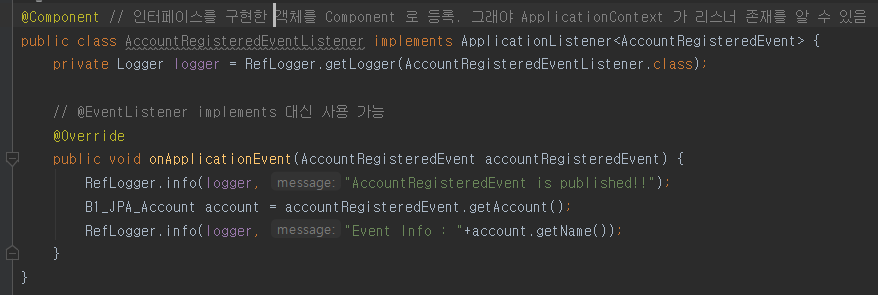 @Component // 인터페이스를 구현한 객체를 Component 로 등록. 그래야 ApplicationContext 가 리스너 존재를 알 수 있음
public class AccountRegisteredEventListener implements ApplicationListener<AccountRegisteredEvent> {
    private Logger logger = RefLogger.getLogger(AccountRegisteredEventListener.class);
    // @EventListener implements 대신 사용 가능
    @Override
    public void onApplicationEvent(AccountRegisteredEvent accountRegisteredEvent) {
        RefLogger.info(logger, message: "AccountRegisteredEvent is published!!");
        B1_JPA_Account account = accountRegisteredEvent.getAccount();
        RefLogger.info(logger, message: "Event Info : "+account.getName());
    }
}